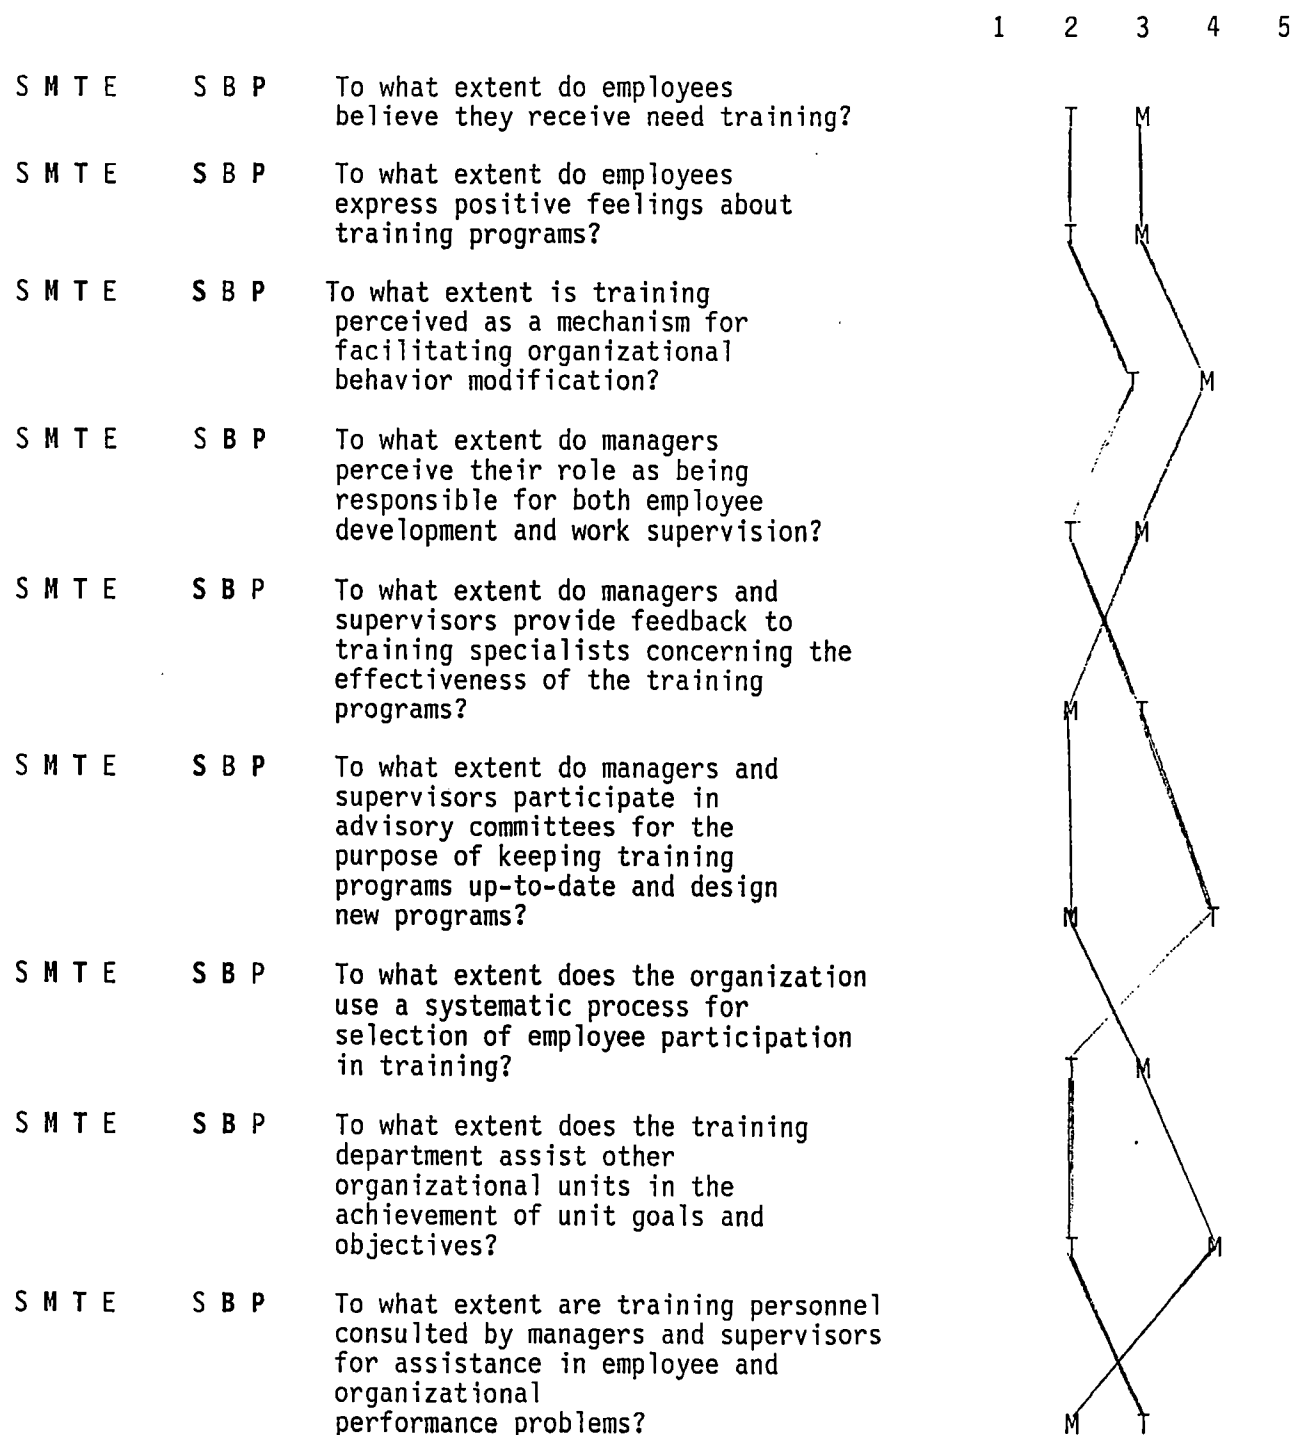 1 2 3 4 5
S M T E S B P To what extent do employees
believe they receive need training? T M
S M T E S B P To what extent do employees
express positive feelings about
training programs? T M
S M T E S B P To what extent is training
perceived as a mechanism for
facilitating organizational
behavior modification? T M
S M T E S B P To what extent do managers
perceive their role as being
responsible for both employee
development and work supervision? T M
S M T E S B P To what extent do managers and
supervisors provide feedback to
training specialists concerning the
effectiveness of the training
programs? M T
S M T E S B P To what extent do managers and
supervisors participate in
advisory committees for the
purpose of keeping training
programs up-to-date and design
new programs? M T
S M T E S B P To what extent does the organization
use a systematic process for
selection of employee participation
in training? T M
S M T E S B P To what extent does the training
department assist other
organizational units in the
achievement of unit goals and
objectives? T M
S M T E S B P To what extent are training personnel
consulted by managers and supervisors
for assistance in employee and
organizational
performance problems? M T